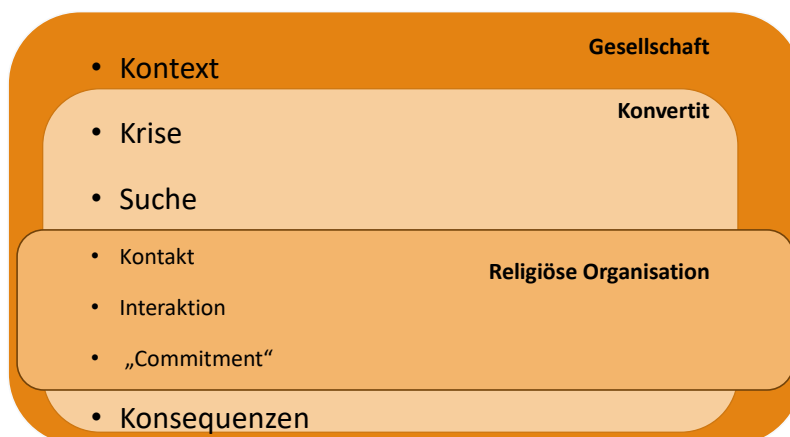 Gesellschaft
• Kontext
Konvertit
• Krise
• Suche
• Kontakt
Religiöse Organisation
• Interaktion
• „Commitment“
• Konsequenzen